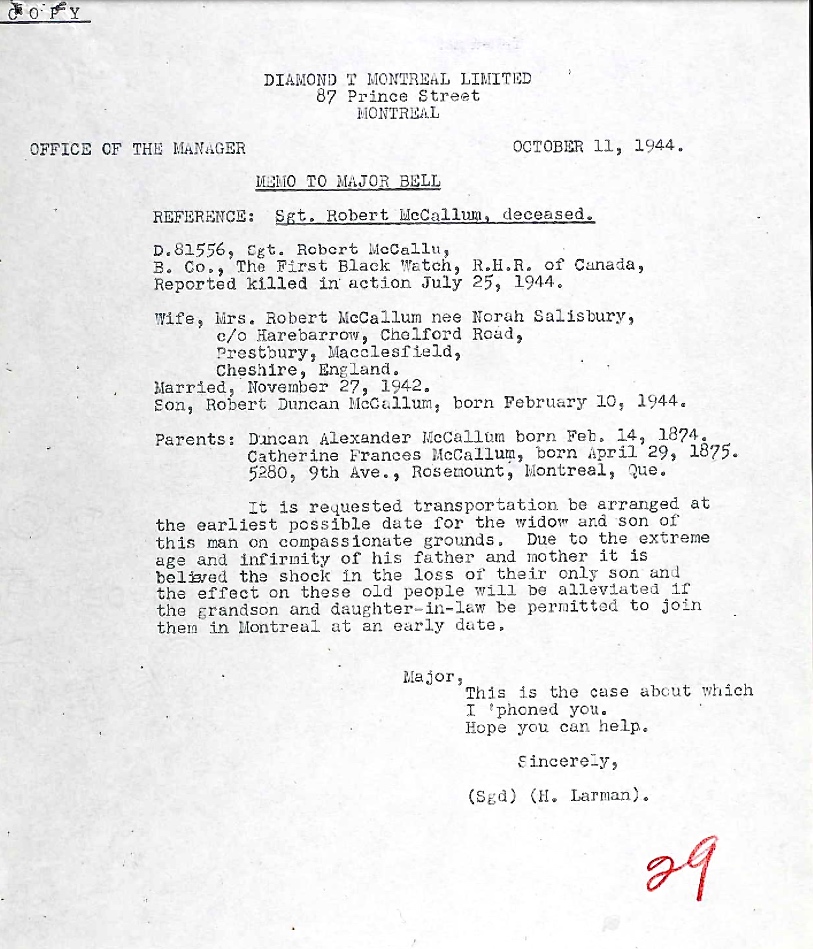 COPY
DIAMOND T MONTREAL LIMITED
87 Prince Street
MONTREAL
OFFICE OF THE MANAGER
OCTOBER 11, 1944.
MEMO TO MAJOR BELL
REFERENCE: Sgt. Robert McCallum, deceased.
D.81556, Sgt. Robert McCallu,
B. Co., The First Black Watch, R.H.R. of Canada,
Reported killed in action July 25, 1944.
Wife, Mrs. Robert McCallum nee Norah Salisbury,
c/o Harebarrow, Chelford Road,
Prestbury, Macclesfield,
Cheshire, England.
Married, November 27, 1942.
Son, Robert Duncan McCallum, born February 10, 1944.
Parents: Duncan Alexander McCallum born Feb. 14, 1874.
Catherine Frances McCallum, born April 29, 1875.
5280, 9th Ave., Rosemount, Montreal, Que.
It is requested transportation be arranged at
the earliest possible date for the widow and son of
this man on compassionate grounds. Due to the extreme
age and infirmity of his father and mother it is
believed the shock in the loss of their only son and
the effect on these old people will be alleviated if
the grandson and daughter-in-law be permitted to join
them in Montreal at an early date.
Major,
This is the case about which
I 'phoned you.
Hope you can help.
Sincerely,
(Sgd) (H. Larman).
29